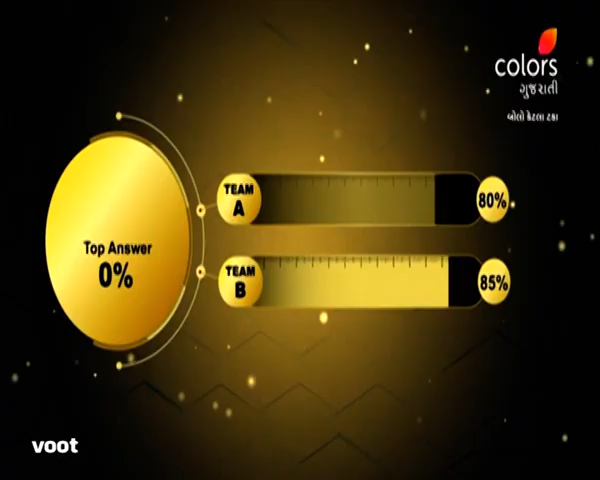 colors
ગુજરાતી
બોલો કેટલા ટકા
TEAM
A
80%
Top Answer
0%
TEAM
B
85%
voot